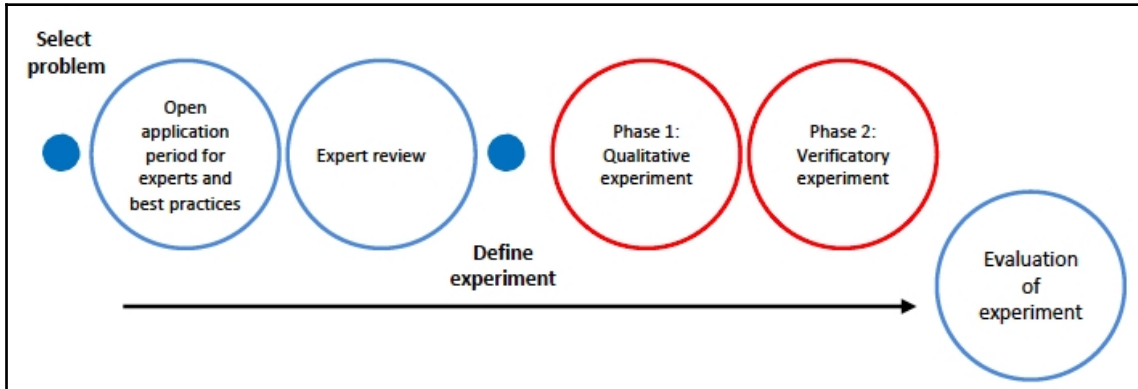 Select
problem
Open
application
period for
experts and
best practices
Expert review
Define
experiment
Phase 1:
Qualitative
experiment
Phase 2:
Verificatory
experiment
Evaluation
of
experiment